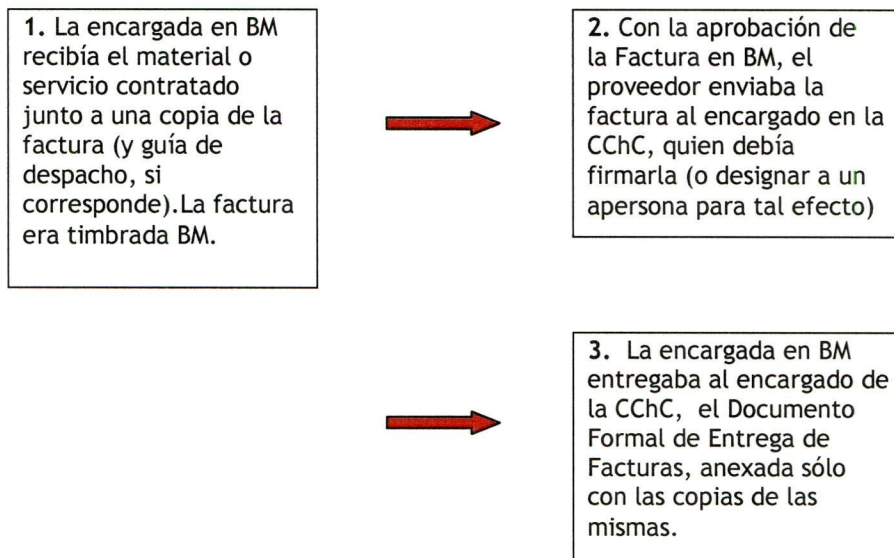 1. La encargada en BM
recibía el material o
servicio contratado
junto a una copia de la
factura (y guía de
despacho, si
corresponde).La factura
era timbrada BM.
2. Con la aprobación de
la Factura en BM, el
proveedor enviaba la
factura al encargado en la
CChC, quien debía
firmarla (o designar a un
apersona para tal efecto)
3. La encargada en BM
entregaba al encargado de
la CChC, el Documento
Formal de Entrega de
Facturas, anexada sólo
con las copias de las
mismas.